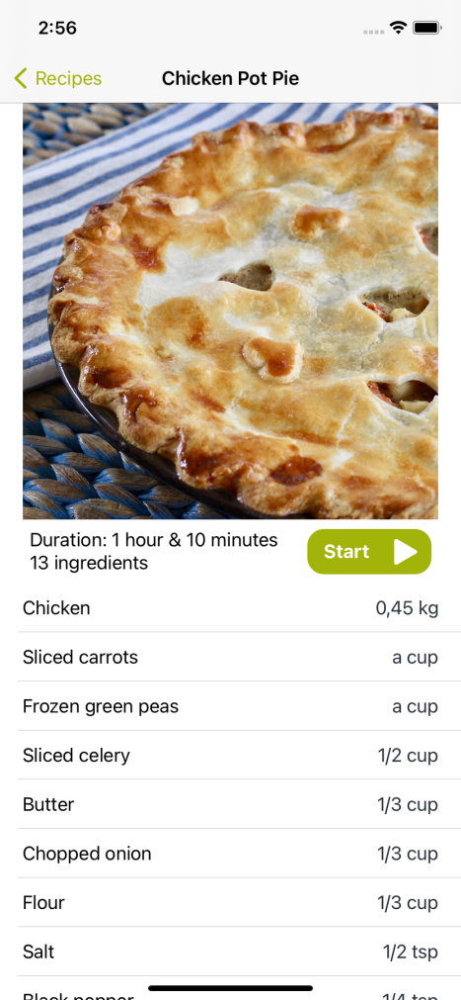 2:56
Recipes
Chicken Pot Pie
Duration: 1 hour & 10 minutes
13 ingredients
Start
Chicken 0,45 kg
Sliced carrots a cup
Frozen green peas a cup
Sliced celery 1/2 cup
Butter 1/3 cup
Chopped onion 1/3 cup
Flour 1/3 cup
Salt 1/2 tsp
Black pepper 1/4 tsp